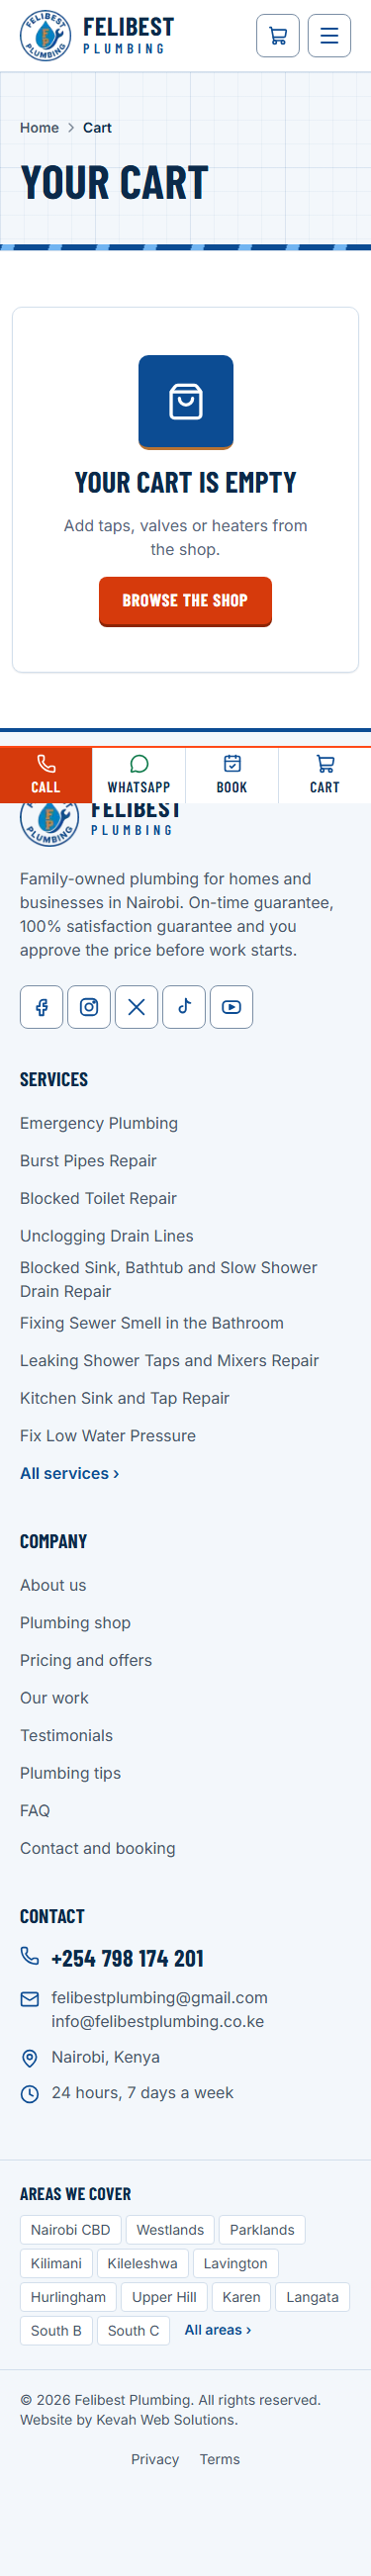 FELIBEST
PLUMBING
Home > Cart
YOUR CART
YOUR CART IS EMPTY
Add taps, valves or heaters from
the shop.
BROWSE THE SHOP
CALL
WHATSAPP
BOOK
CART
FELIBEST
PLUMBING
Family-owned plumbing for homes and
businesses in Nairobi. On-time guarantee,
100% satisfaction guarantee and you
approve the price before work starts.
SERVICES
Emergency Plumbing
Burst Pipes Repair
Blocked Toilet Repair
Unclogging Drain Lines
Blocked Sink, Bathtub and Slow Shower
Drain Repair
Fixing Sewer Smell in the Bathroom
Leaking Shower Taps and Mixers Repair
Kitchen Sink and Tap Repair
Fix Low Water Pressure
All services ›
COMPANY
About us
Plumbing shop
Pricing and offers
Our work
Testimonials
Plumbing tips
FAQ
Contact and booking
CONTACT
+254 798 174 201
felibestplumbing@gmail.com
info@felibestplumbing.co.ke
Nairobi, Kenya
24 hours, 7 days a week
AREAS WE COVER
Nairobi CBD Westlands Parklands
Kilimani Kileleshwa Lavington
Hurlingham Upper Hill Karen Langata
South B South C All areas ›
© 2026 Felibest Plumbing. All rights reserved.
Website by Kevah Web Solutions.
Privacy Terms